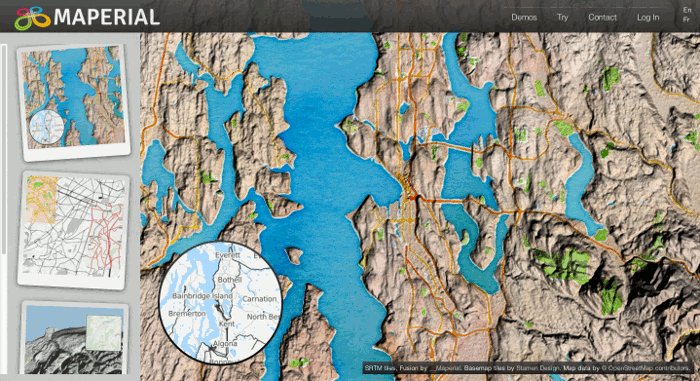 MAPERIAL
Demos Try Contact Log In En
Fr
Everett
Bothell
Bainbridge Island
Carnation
Bremerton
North Be
Kent
Algona
SRTM tiles, Fusion by _Maperial. Basemap tiles by Stamen Design. Map data by © OpenStreetMap contributors.